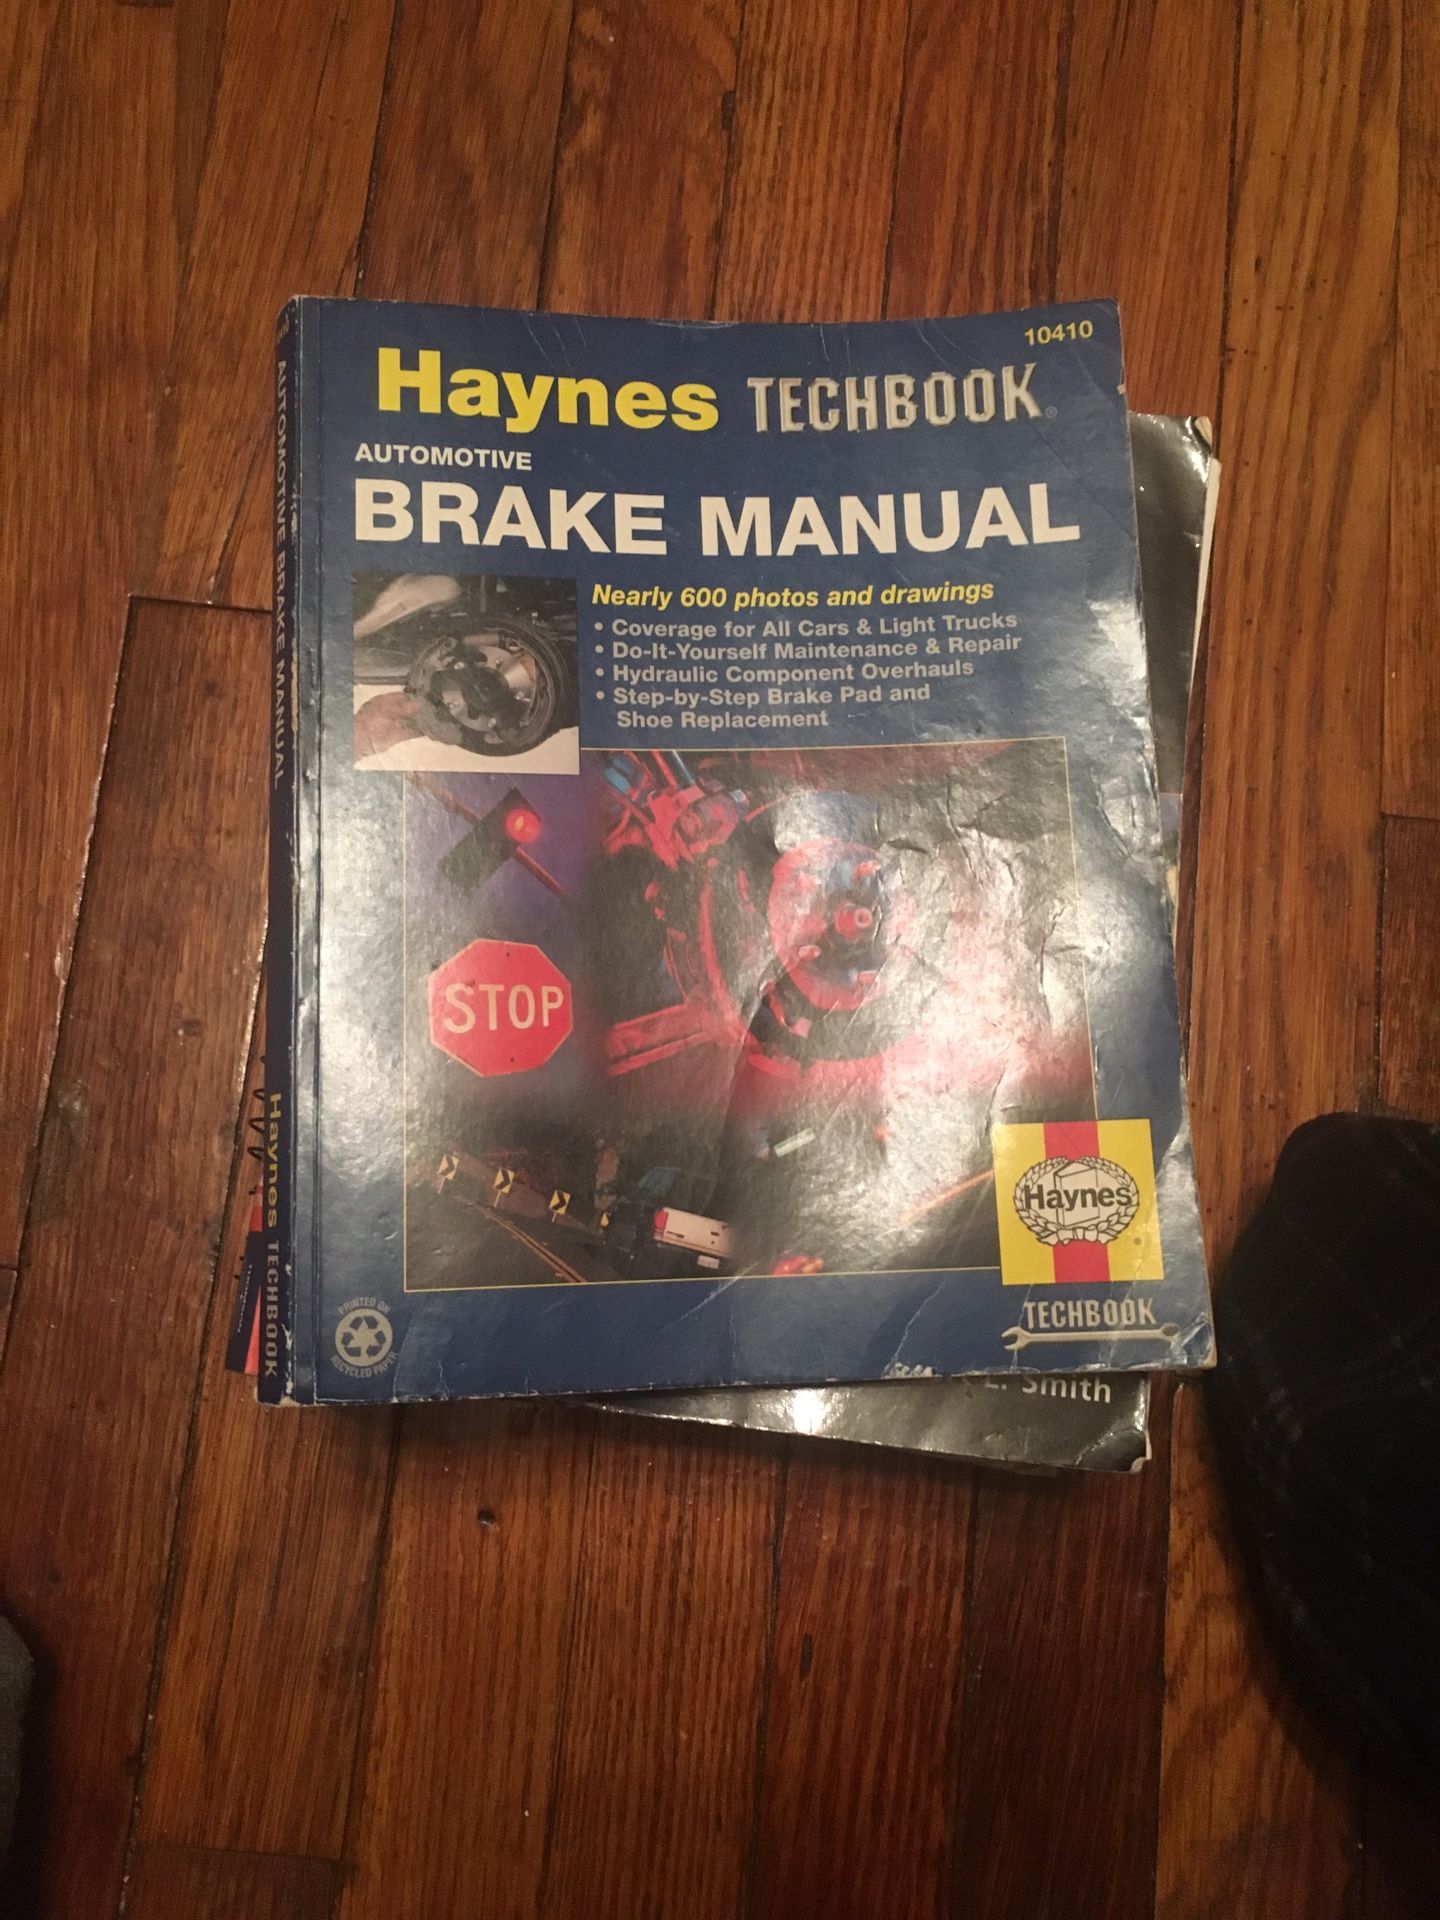 10410
Haynes TECHBOOK®
AUTOMOTIVE
BRAKE MANUAL
Nearly 600 photos and drawings
• Coverage for All Cars & Light Trucks
• Do-It-Yourself Maintenance & Repair
• Hydraulic Component Overhauls
• Step-by-Step Brake Pad and
Shoe Replacement
STOP
Haynes
®
TECHBOOK
PRINTED ON
RECYCLED PAPER
AUTOMOTIVE BRAKE MANUAL
Haynes TECHBOOK
L. Smith